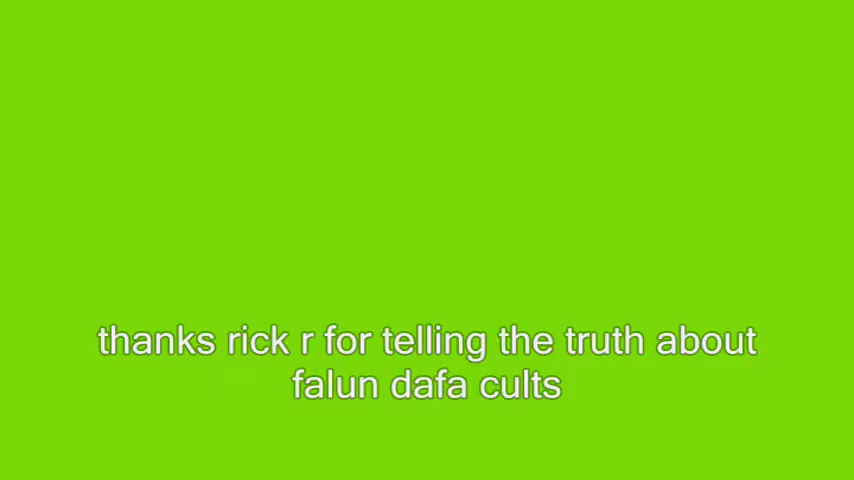 thanks rick r for telling the truth about
falun dafa cults